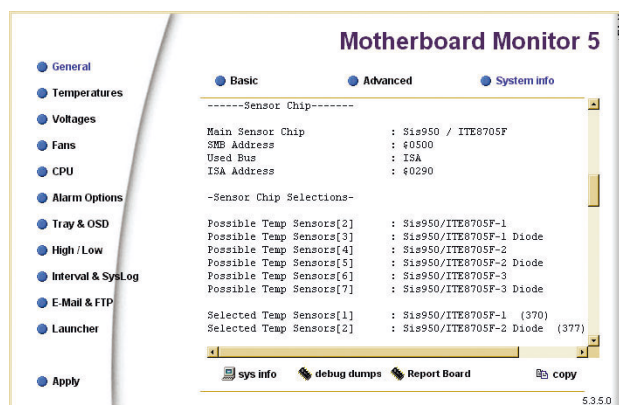 Motherboard Monitor 5
General
Temperatures
Voltages
Fans
CPU
Alarm Options
Tray & OSD
High / Low
Interval & SysLog
E-Mail & FTP
Launcher
Apply
Basic Advanced System info
------Sensor Chip-------
Main Sensor Chip : Sis950 / ITE8705F
SMB Address : $0500
Used Bus : ISA
ISA Address : $0290
-Sensor Chip Selections-
Possible Temp Sensors[2] : Sis950/ITE8705F-1
Possible Temp Sensors[3] : Sis950/ITE8705F-1 Diode
Possible Temp Sensors[4] : Sis950/ITE8705F-2
Possible Temp Sensors[5] : Sis950/ITE8705F-2 Diode
Possible Temp Sensors[6] : Sis950/ITE8705F-3
Possible Temp Sensors[7] : Sis950/ITE8705F-3 Diode
Selected Temp Sensors[1] : Sis950/ITE8705F-1 (370)
Selected Temp Sensors[2] : Sis950/ITE8705F-2 Diode (377)
sys info debug dumps Report Board copy
5.3.5.0